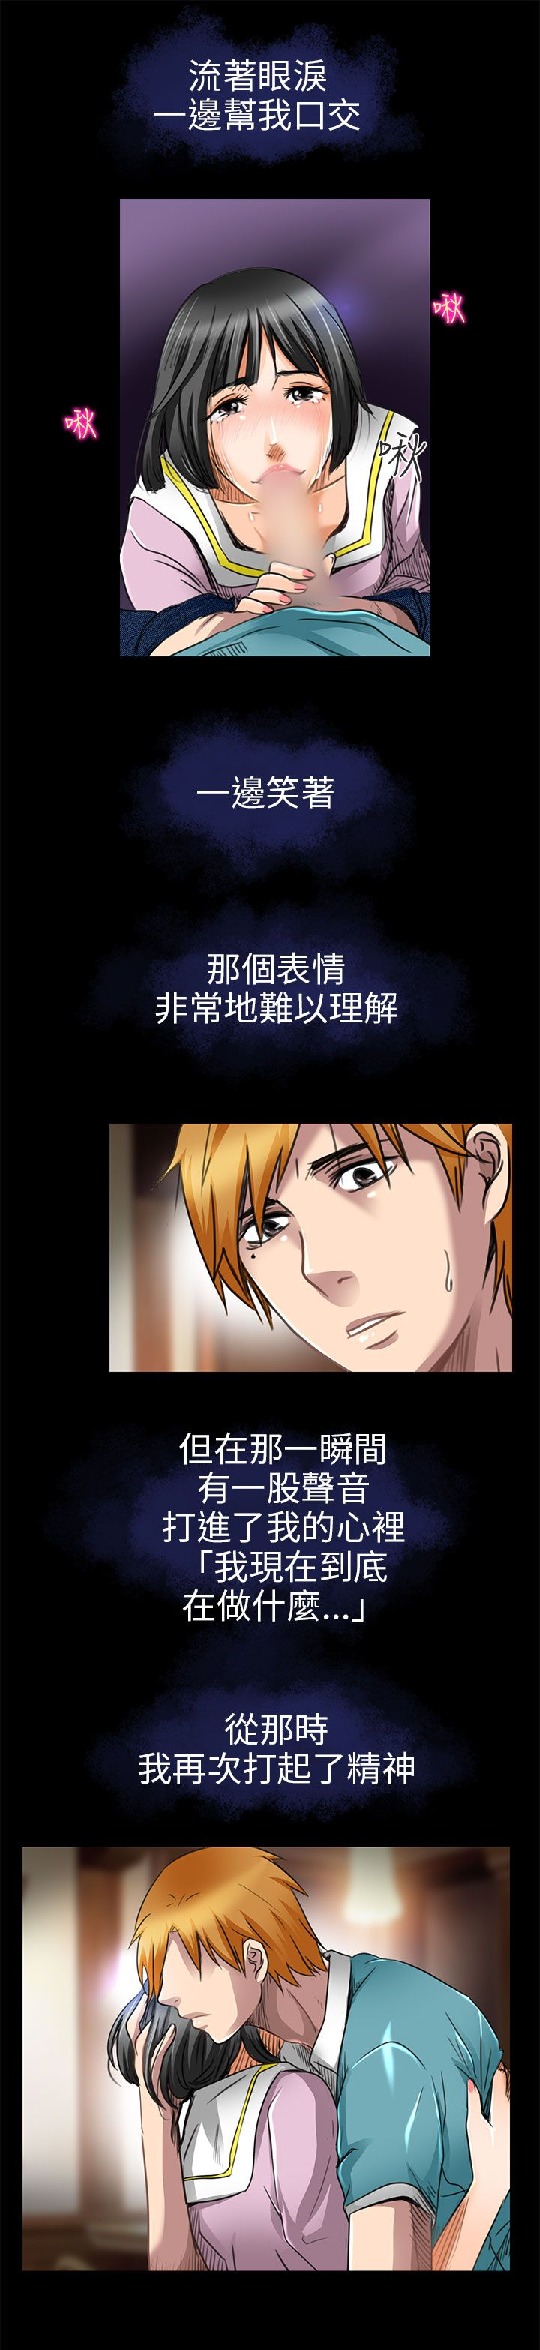 流著眼淚
一邊幫我口交
啾
啾
啾
一邊笑著
那個表情
非常地難以理解
但在那一瞬間
有一股聲音
打進了我的心裡
「我現在到底
在做什麼...」
從那時
我再次打起了精神